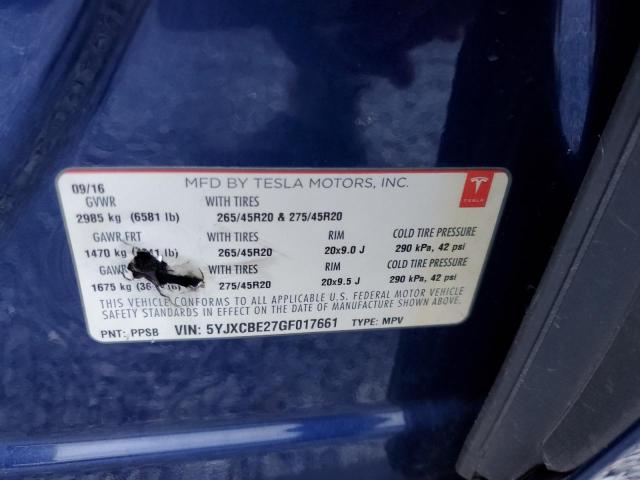 MFD BY TESLA MOTORS, INC.
TESLA
09/16
GVWR WITH TIRES
2985 kg (6581 lb) 265/45R20 & 275/45R20
GAWR FRT WITH TIRES RIM COLD TIRE PRESSURE
1470 kg lb) 265/45R20 20x9.0 J 290 kPa, 42 psi
WITH TIRES RIM COLD TIRE PRESSURE
1675 kg 275/45R20 20x9.5 J 290 kPa, 42 psi
THIS VEHICLE CONFORMS TO ALL APPLICABLE U.S. FEDERAL MOTOR VEHICLE
SAFETY STANDARDS IN EFFECT ON THE DATE OF MANUFACTURE SHOWN ABOVE.
PNT: PPSB VIN: 5YJXCBE27GF017661 TYPE: MPV